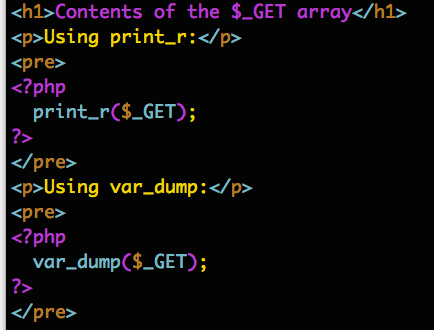 <h1>Contents of the $_GET array</h1>
<p>Using print_r:</p>
<pre>
<?php
  print_r($_GET);
?>
</pre>
<p>Using var_dump:</p>
<pre>
<?php
  var_dump($_GET);
?>
</pre>